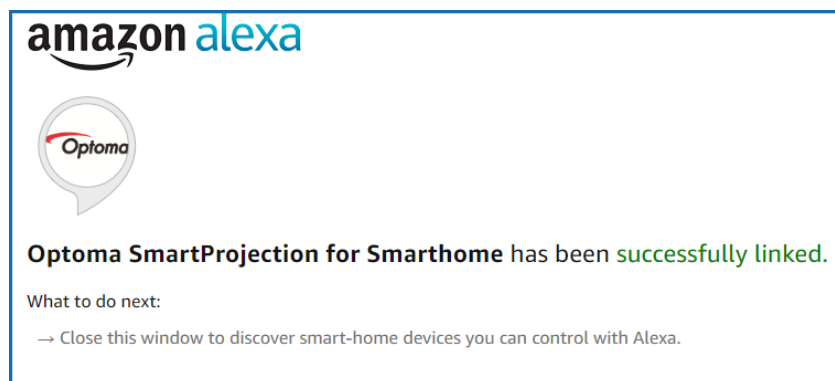 amazon alexa
Optoma
Optoma SmartProjection for Smarthome has been successfully linked.
What to do next:
→ Close this window to discover smart-home devices you can control with Alexa.